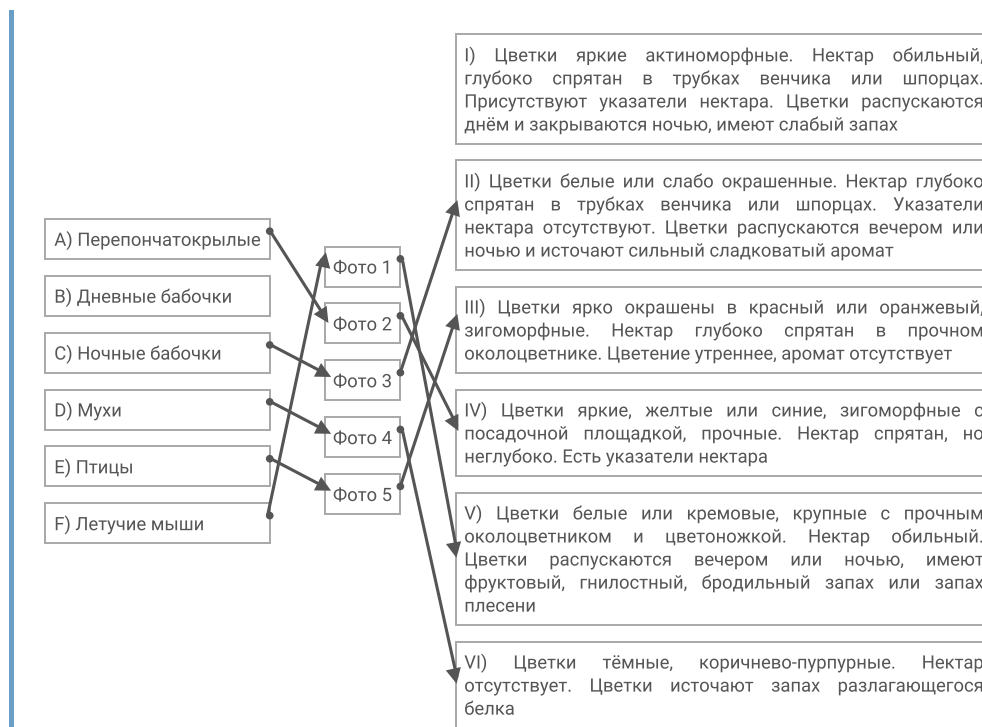 A) Перепончатокрылые
B) Дневные бабочки
C) Ночные бабочки
D) Мухи
E) Птицы
F) Летучие мыши
Фото 1
Фото 2
Фото 3
Фото 4
Фото 5
I) Цветки яркие актиноморфные. Нектар обильный,
глубоко спрятан в трубках венчика или шпорцах.
Присутствуют указатели нектара. Цветки распускаются
днём и закрываются ночью, имеют слабый запах
II) Цветки белые или слабо окрашенные. Нектар глубоко
спрятан в трубках венчика или шпорцах. Указатели
нектара отсутствуют. Цветки распускаются вечером или
ночью и источают сильный сладковатый аромат
III) Цветки ярко окрашены в красный или оранжевый,
зигоморфные. Нектар глубоко спрятан в прочном
околоцветнике. Цветение утреннее, аромат отсутствует
IV) Цветки яркие, желтые или синие, зигоморфные с
посадочной площадкой, прочные. Нектар спрятан, но
неглубоко. Есть указатели нектара
V) Цветки белые или кремовые, крупные с прочным
околоцветником и цветоножкой. Нектар обильный.
Цветки распускаются вечером или ночью, имеют
фруктовый, гнилостный, бродильный запах или запах
плесени
VI) Цветки тёмные, коричнево-пурпурные. Нектар
отсутствует. Цветки источают запах разлагающегося
белка